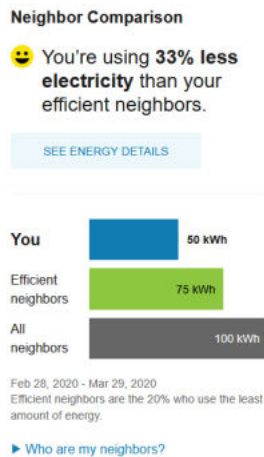 Neighbor Comparison
You're using 33% less
electricity than your
efficient neighbors.
SEE ENERGY DETAILS
You
50 kWh
Efficient
neighbors
75 kWh
All
neighbors
100 kWh
Feb 28, 2020 - Mar 29, 2020
Efficient neighbors are the 20% who use the least
amount of energy.
▶ Who are my neighbors?